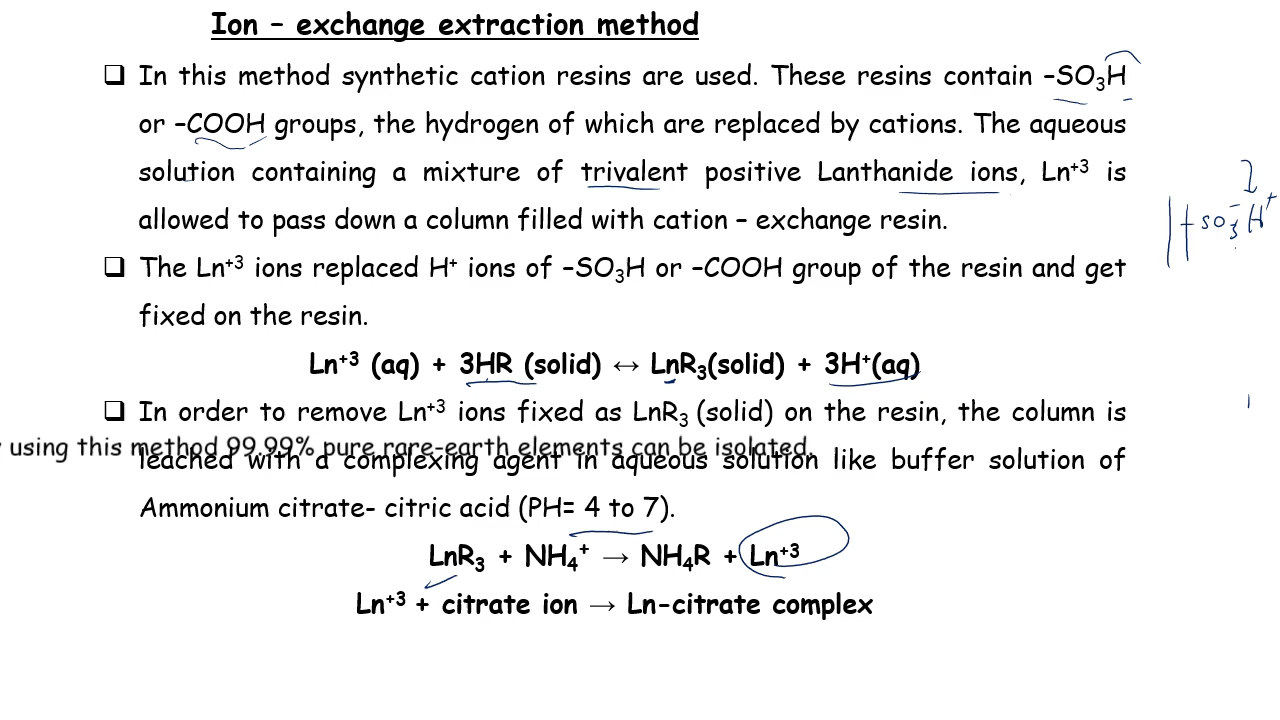 Ion – exchange extraction method
❑ In this method synthetic cation resins are used. These resins contain –SO₃H
or –COOH groups, the hydrogen of which are replaced by cations. The aqueous
solution containing a mixture of trivalent positive Lanthanide ions, Ln⁺³ is
allowed to pass down a column filled with cation – exchange resin.
SO₃⁻H⁺
❑ The Ln⁺³ ions replaced H⁺ ions of –SO₃H or –COOH group of the resin and get
fixed on the resin.
Ln⁺³ (aq) + 3HR (solid) ↔ LnR₃(solid) + 3H⁺(aq)
❑ In order to remove Ln⁺³ ions fixed as LnR₃ (solid) on the resin, the column is
using this method 99.99% pure rare-earth elements can be isolated.
leached with a complexing agent in aqueous solution like buffer solution of
Ammonium citrate- citric acid (PH= 4 to 7).
LnR₃ + NH₄⁺ → NH₄R + Ln⁺³
Ln⁺³ + citrate ion → Ln-citrate complex